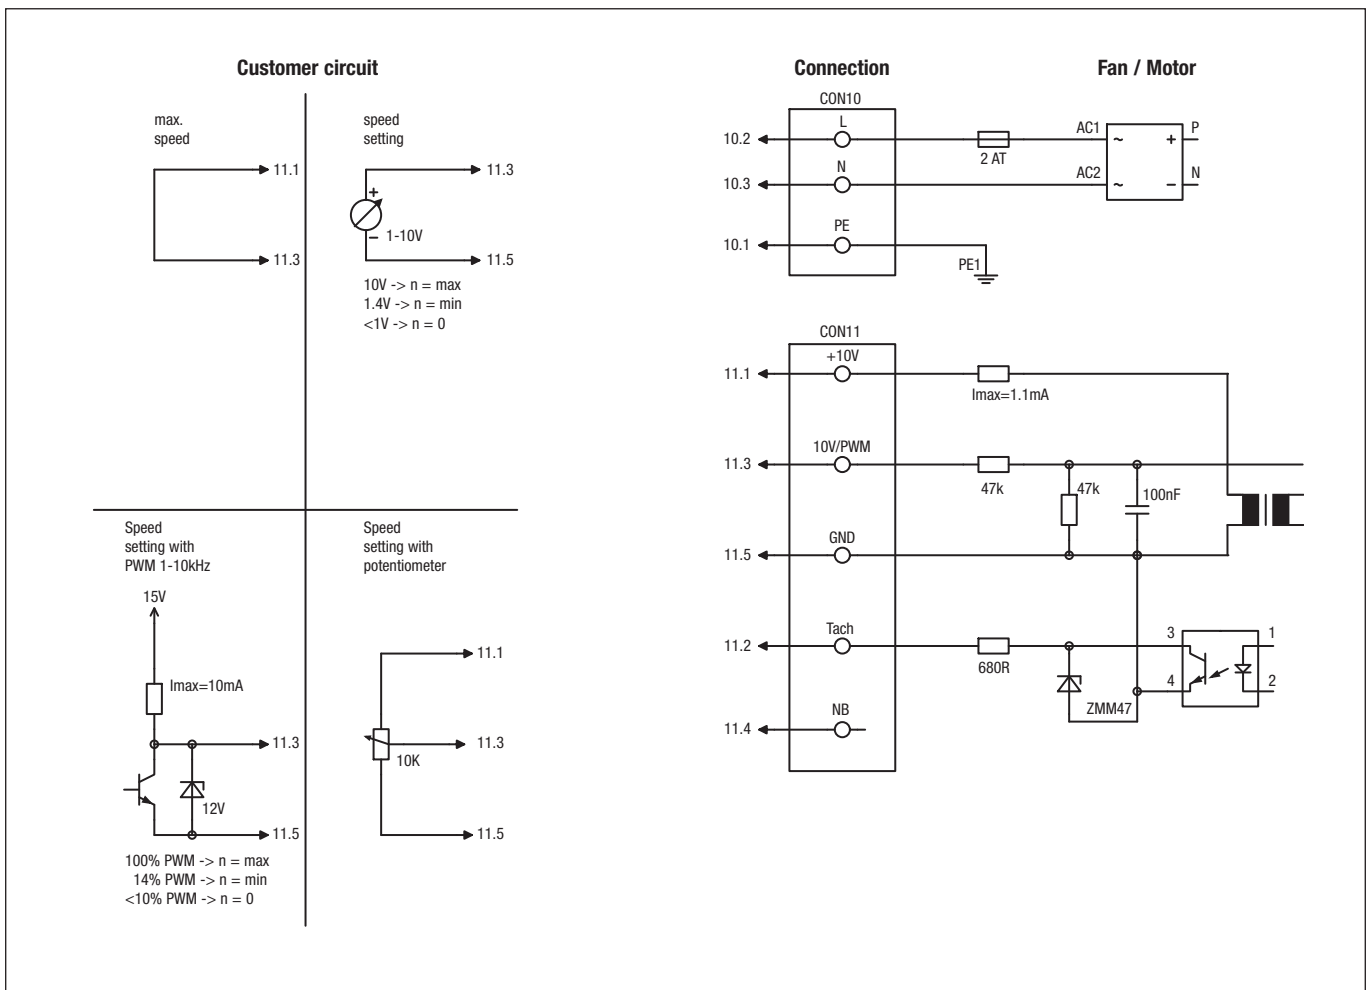 Customer circuit
max.
speed
11.1
11.3
speed
setting
11.3
+
1-10V
−
11.5
10V -> n = max
1.4V -> n = min
<1V -> n = 0
Speed
setting with
PWM 1-10kHz
15V
Imax=10mA
11.3
12V
11.5
100% PWM -> n = max
14% PWM -> n = min
<10% PWM -> n = 0
Speed
setting with
potentiometer
11.1
11.3
10K
11.5
Connection
Fan / Motor
CON10
L
10.2
2 AT
AC1
~
+
P
N
10.3
AC2
~
−
N
PE
10.1
PE1
CON11
+10V
11.1
Imax=1.1mA
10V/PWM
11.3
47k
47k
100nF
GND
11.5
Tach
11.2
680R
3
1
4
2
ZMM47
NB
11.4